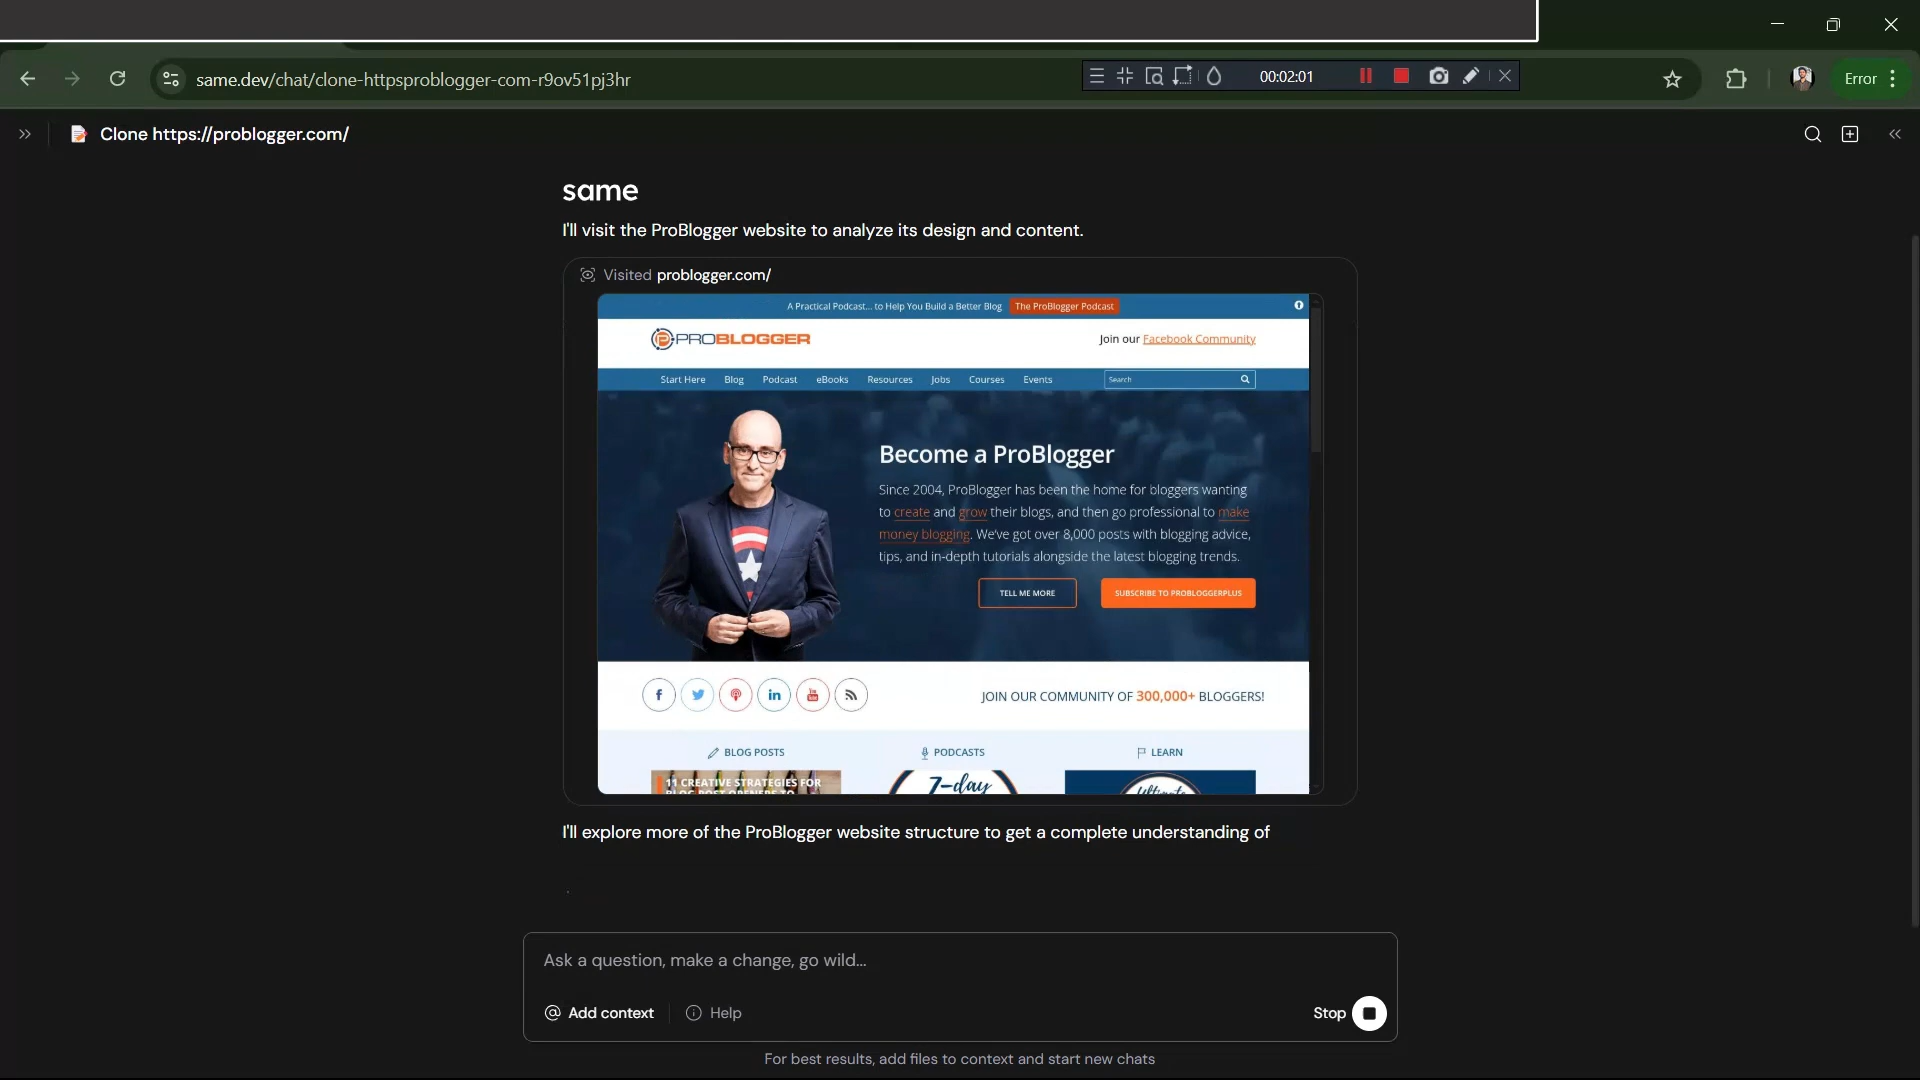 same.dev/chat/clone-httpsproblogger-com-r9ov51pj3hr
00:02:01
Error
Clone https://problogger.com/
same
I'll visit the ProBlogger website to analyze its design and content.
Visited problogger.com/
A Practical Podcast... to Help You Build a Better Blog The ProBlogger Podcast
PROBLOGGER
Join our Facebook Community
Start Here Blog Podcast eBooks Resources Jobs Courses Events Search
Become a ProBlogger
Since 2004, ProBlogger has been the home for bloggers wanting
to create and grow their blogs, and then go professional to make
money blogging. We've got over 8,000 posts with blogging advice,
tips, and in-depth tutorials alongside the latest blogging trends.
TELL ME MORE SUBSCRIBE TO PROBLOGGERPLUS
JOIN OUR COMMUNITY OF 300,000+ BLOGGERS!
BLOG POSTS PODCASTS LEARN
11 CREATIVE STRATEGIES FOR
BLOG POST OPENERS TO
7-day
Ultimate
I'll explore more of the ProBlogger website structure to get a complete understanding of
Ask a question, make a change, go wild...
Add context Help Stop
For best results, add files to context and start new chats